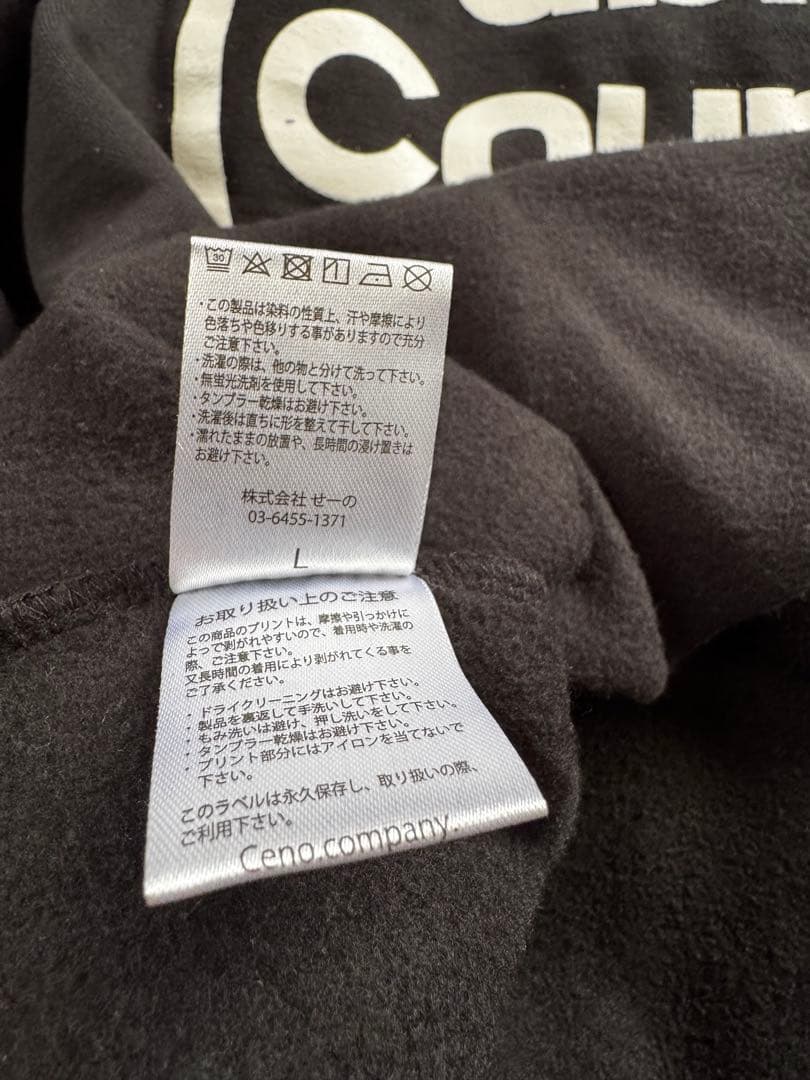 Cour
30
・この製品は染料の性質上、汗や摩擦により
色落ちや色移りする事がありますので充分
ご注意下さい。
・洗濯の際は、他の物と分けて洗って下さい。
・無蛍光洗剤を使用して下さい。
・タンブラー乾燥はお避け下さい。
・洗濯後は直ちに形を整えて干して下さい。
・濡れたままの放置や、長時間の浸け置きは
お避け下さい。
株式会社 せーの
03-6455-1371
L
お取り扱い上のご注意
この商品のプリントは、摩擦や引っかけに
よって剥がれやすいので、着用時や洗濯の
際、ご注意下さい。
又長時間の着用により剥がれてくる事を
ご了承ください。
・ドライクリーニングはお避け下さい。
・製品を裏返して手洗いして下さい。
・もみ洗いは避け、押し洗いをして下さい。
・タンブラー乾燥はお避け下さい。
・プリント部分にはアイロンを当てないで
下さい。
このラベルは永久保存し、取り扱いの際、
ご利用下さい。
Ceno.company.